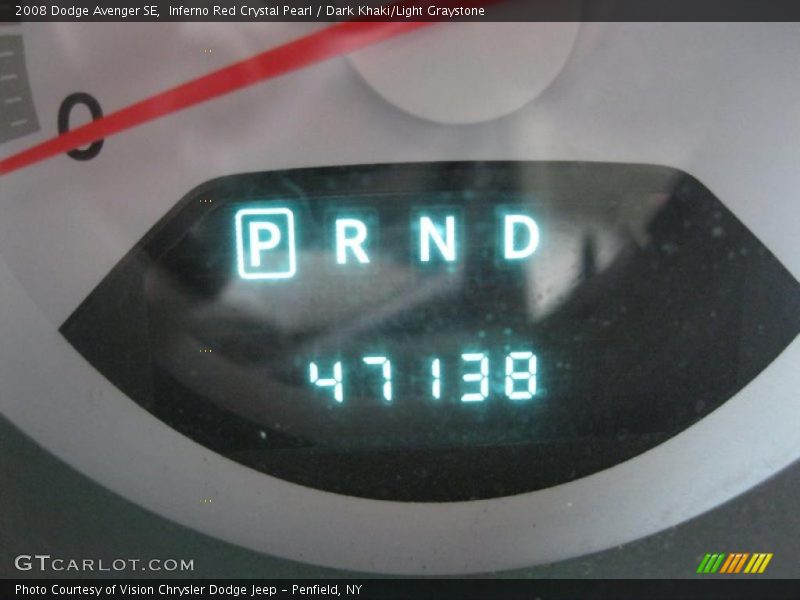 2008 Dodge Avenger SE, Inferno Red Crystal Pearl / Dark Khaki/Light Graystone
0
P R N D
47138
GTCARLOT.COM
Photo Courtesy of Vision Chrysler Dodge Jeep – Penfield, NY